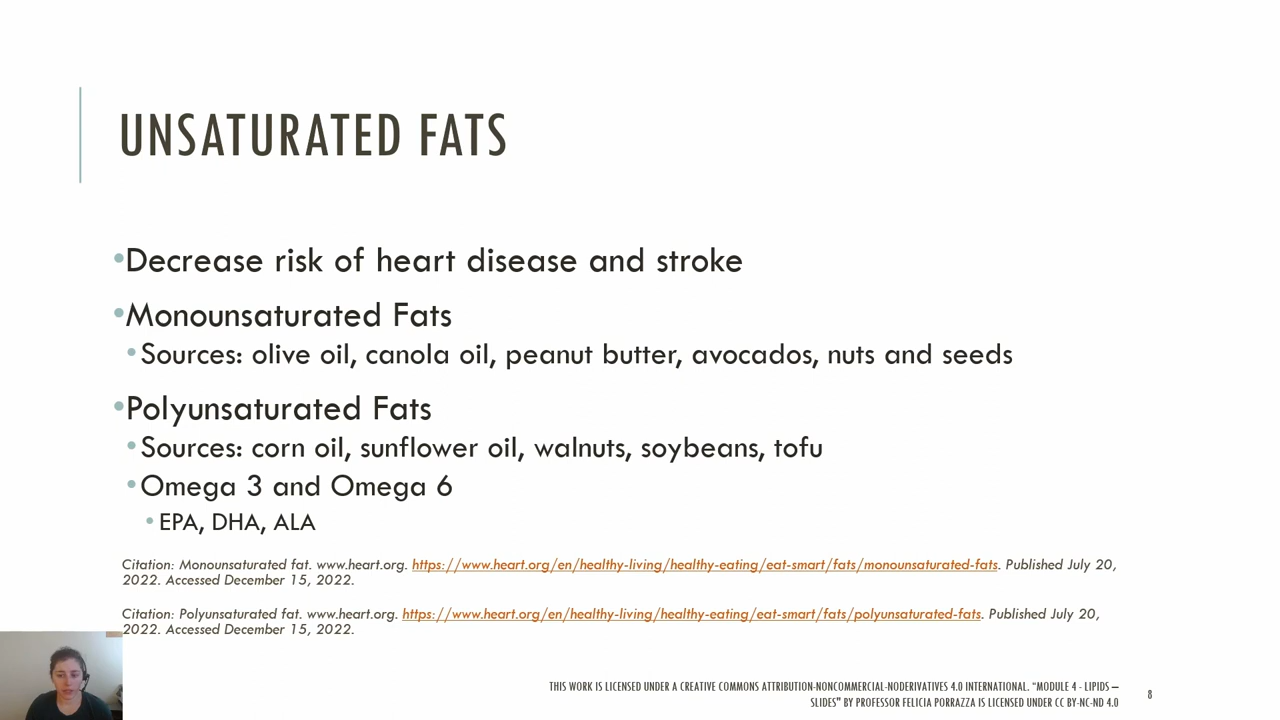 UNSATURATED FATS
•Decrease risk of heart disease and stroke
•Monounsaturated Fats
•Sources: olive oil, canola oil, peanut butter, avocados, nuts and seeds
•Polyunsaturated Fats
•Sources: corn oil, sunflower oil, walnuts, soybeans, tofu
•Omega 3 and Omega 6
•EPA, DHA, ALA
Citation: Monounsaturated fat. www.heart.org. https://www.heart.org/en/healthy-living/healthy-eating/eat-smart/fats/monounsaturated-fats. Published July 20,
2022. Accessed December 15, 2022.
Citation: Polyunsaturated fat. www.heart.org. https://www.heart.org/en/healthy-living/healthy-eating/eat-smart/fats/polyunsaturated-fats. Published July 20,
2022. Accessed December 15, 2022.
THIS WORK IS LICENSED UNDER A CREATIVE COMMONS ATTRIBUTION-NONCOMMERCIAL-NODERIVATIVES 4.0 INTERNATIONAL. "MODULE 4 - LIPIDS –
SLIDES" BY PROFESSOR FELICIA PORRAZZA IS LICENSED UNDER CC BY-NC-ND 4.0
8